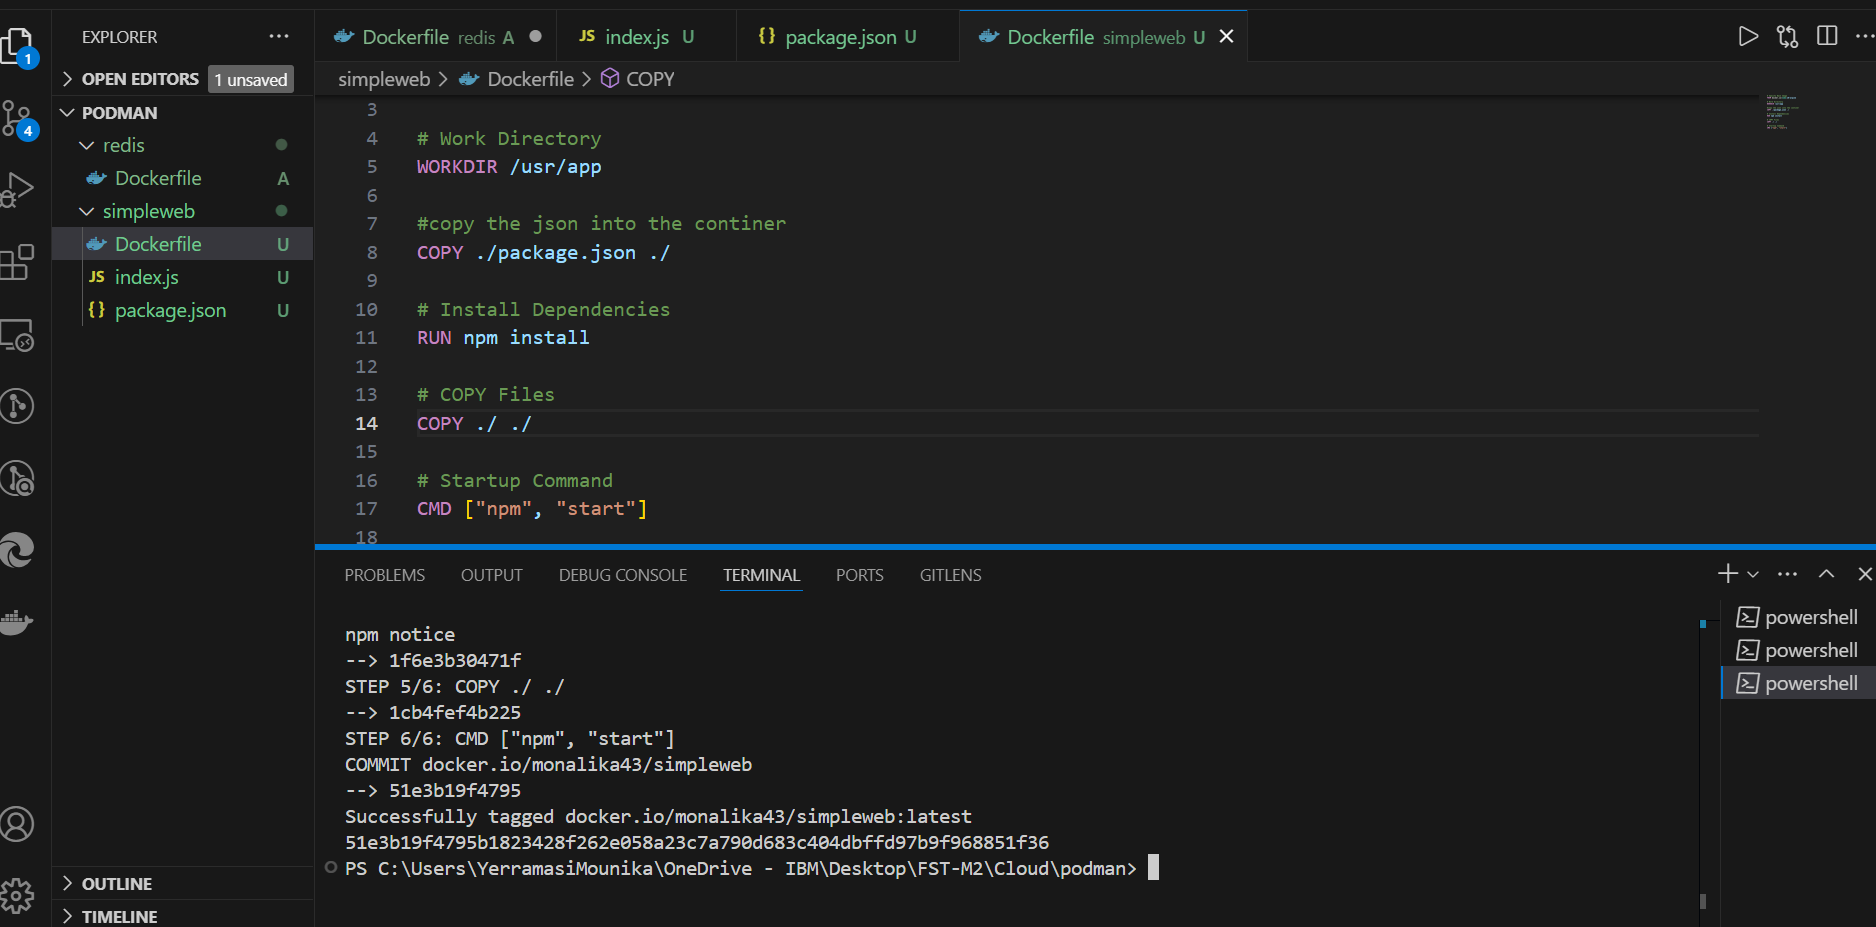 EXPLORER
OPEN EDITORS 1 unsaved
PODMAN
redis
Dockerfile A
simpleweb
Dockerfile U
JS index.js U
{} package.json U
OUTLINE
TIMELINE
1
4
Dockerfile redis A
JS index.js U
{} package.json U
Dockerfile simpleweb U
simpleweb > Dockerfile > COPY
3
4 # Work Directory
5 WORKDIR /usr/app
6
7 #copy the json into the continer
8 COPY ./package.json ./
9
10 # Install Dependencies
11 RUN npm install
12
13 # COPY Files
14 COPY ./ ./
15
16 # Startup Command
17 CMD ["npm", "start"]
18
PROBLEMS OUTPUT DEBUG CONSOLE TERMINAL PORTS GITLENS
npm notice
--> 1f6e3b30471f
STEP 5/6: COPY ./ ./
--> 1cb4fef4b225
STEP 6/6: CMD ["npm", "start"]
COMMIT docker.io/monalika43/simpleweb
--> 51e3b19f4795
Successfully tagged docker.io/monalika43/simpleweb:latest
51e3b19f4795b1823428f262e058a23c7a790d683c404dbffd97b9f968851f36
PS C:\Users\YerramasiMounika\OneDrive - IBM\Desktop\FST-M2\Cloud\podman>
powershell
powershell
powershell